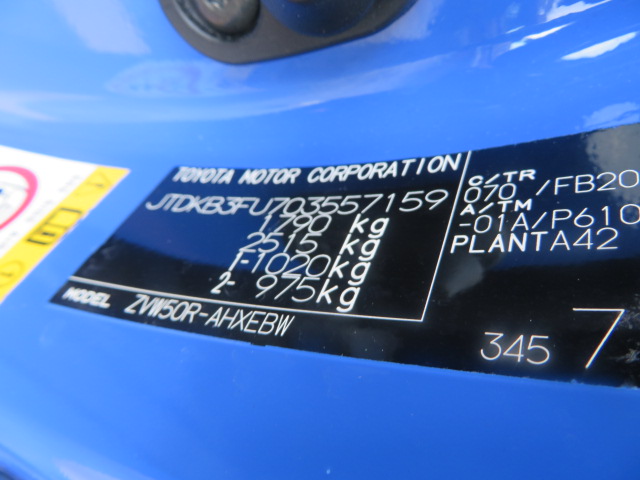 TOYOTA MOTOR CORPORATION
JTDKB3FU703557159
1790 kg
2515 kg
1-1020kg
2- 975kg
MODEL ZVW50R-AHXEBW
C/TR
070 /FB20
A/TM
-01A/P610
PLANTA42
345 7